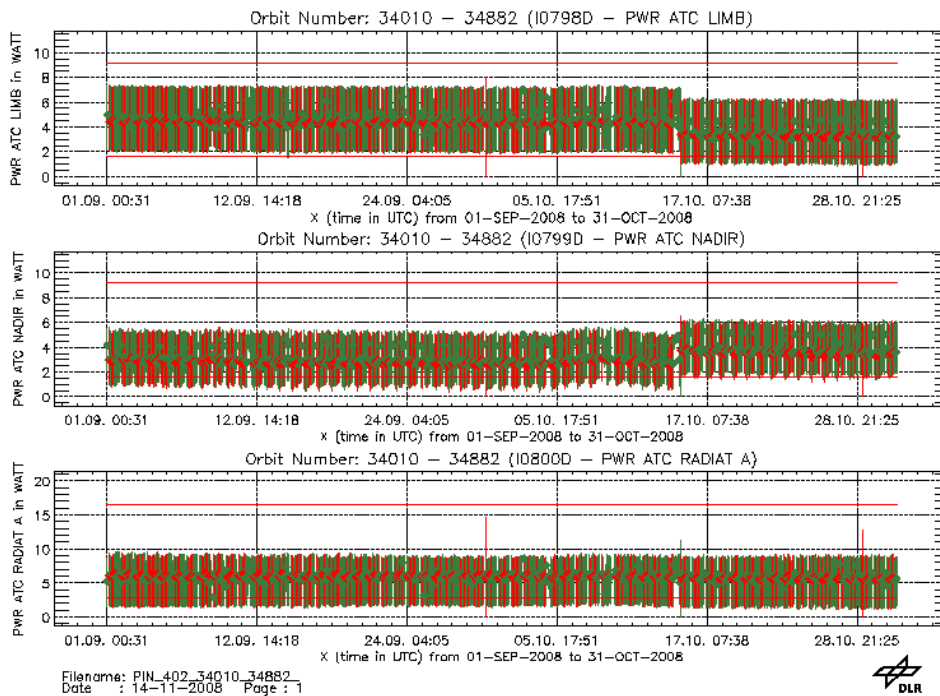 Orbit Number: 34010 – 34882 (I0798D – PWR ATC LIMB)
PWR ATC LIMB in WATT
10
8
6
4
2
0
01.09. 00:31 12.09. 14:18 24.09. 04:05 05.10. 17:51 17.10. 07:38 28.10. 21:25
X (time in UTC) from 01-SEP-2008 to 31-OCT-2008
Orbit Number: 34010 – 34882 (I0799D – PWR ATC NADIR)
PWR ATC NADIR in WATT
10
8
6
4
2
0
01.09. 00:31 12.09. 14:18 24.09. 04:05 05.10. 17:51 17.10. 07:38 28.10. 21:25
X (time in UTC) from 01-SEP-2008 to 31-OCT-2008
Orbit Number: 34010 – 34882 (I0800D – PWR ATC RADIAT A)
PWR ATC RADIAT A in WATT
20
15
10
5
0
01.09. 00:31 12.09. 14:18 24.09. 04:05 05.10. 17:51 17.10. 07:38 28.10. 21:25
X (time in UTC) from 01-SEP-2008 to 31-OCT-2008
Filename: PIN_402_34010_34882_
Date : 14-11-2008 Page : 1
DLR